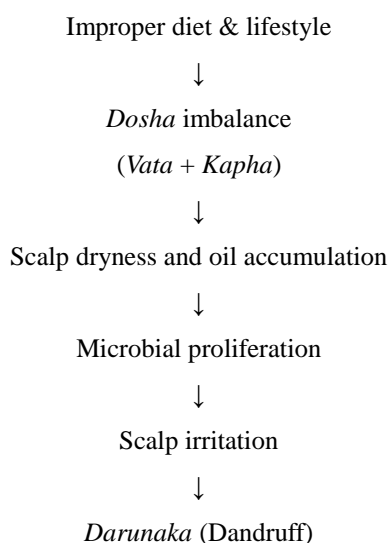 Improper diet & lifestyle
↓
Dosha imbalance
(Vata + Kapha)
↓
Scalp dryness and oil accumulation
↓
Microbial proliferation
↓
Scalp irritation
↓
Darunaka (Dandruff)